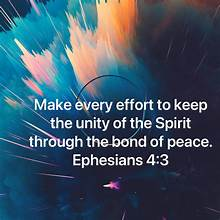 Make every effort to keep
the unity of the Spirit
through the bond of peace.
Ephesians 4:3